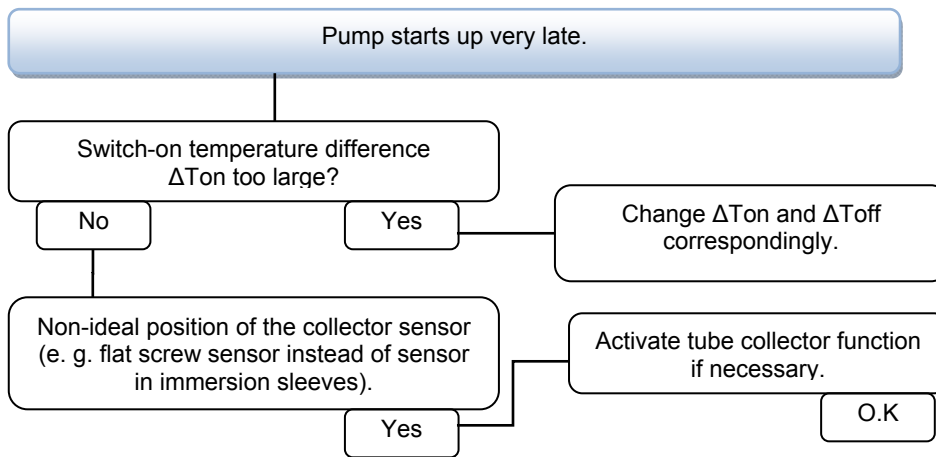 Pump starts up very late.
Switch-on temperature difference
ΔTon too large?
No
Yes
Change ΔTon and ΔToff
correspondingly.
Non-ideal position of the collector sensor
(e. g. flat screw sensor instead of sensor
in immersion sleeves).
Yes
Activate tube collector function
if necessary.
O.K